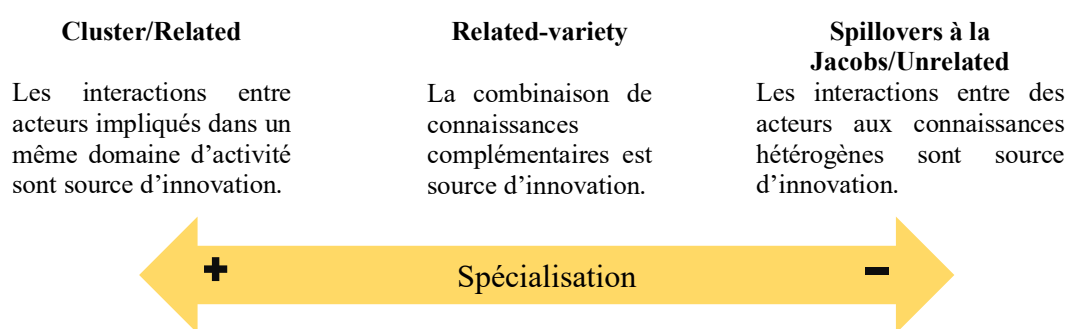 Cluster/Related
Les interactions entre
acteurs impliqués dans un
même domaine d'activité
sont source d'innovation.
Related-variety
La combinaison de
connaissances
complémentaires est
source d'innovation.
Spillovers à la
Jacobs/Unrelated
Les interactions entre des
acteurs aux connaissances
hétérogènes sont source
d'innovation.
+ Spécialisation −